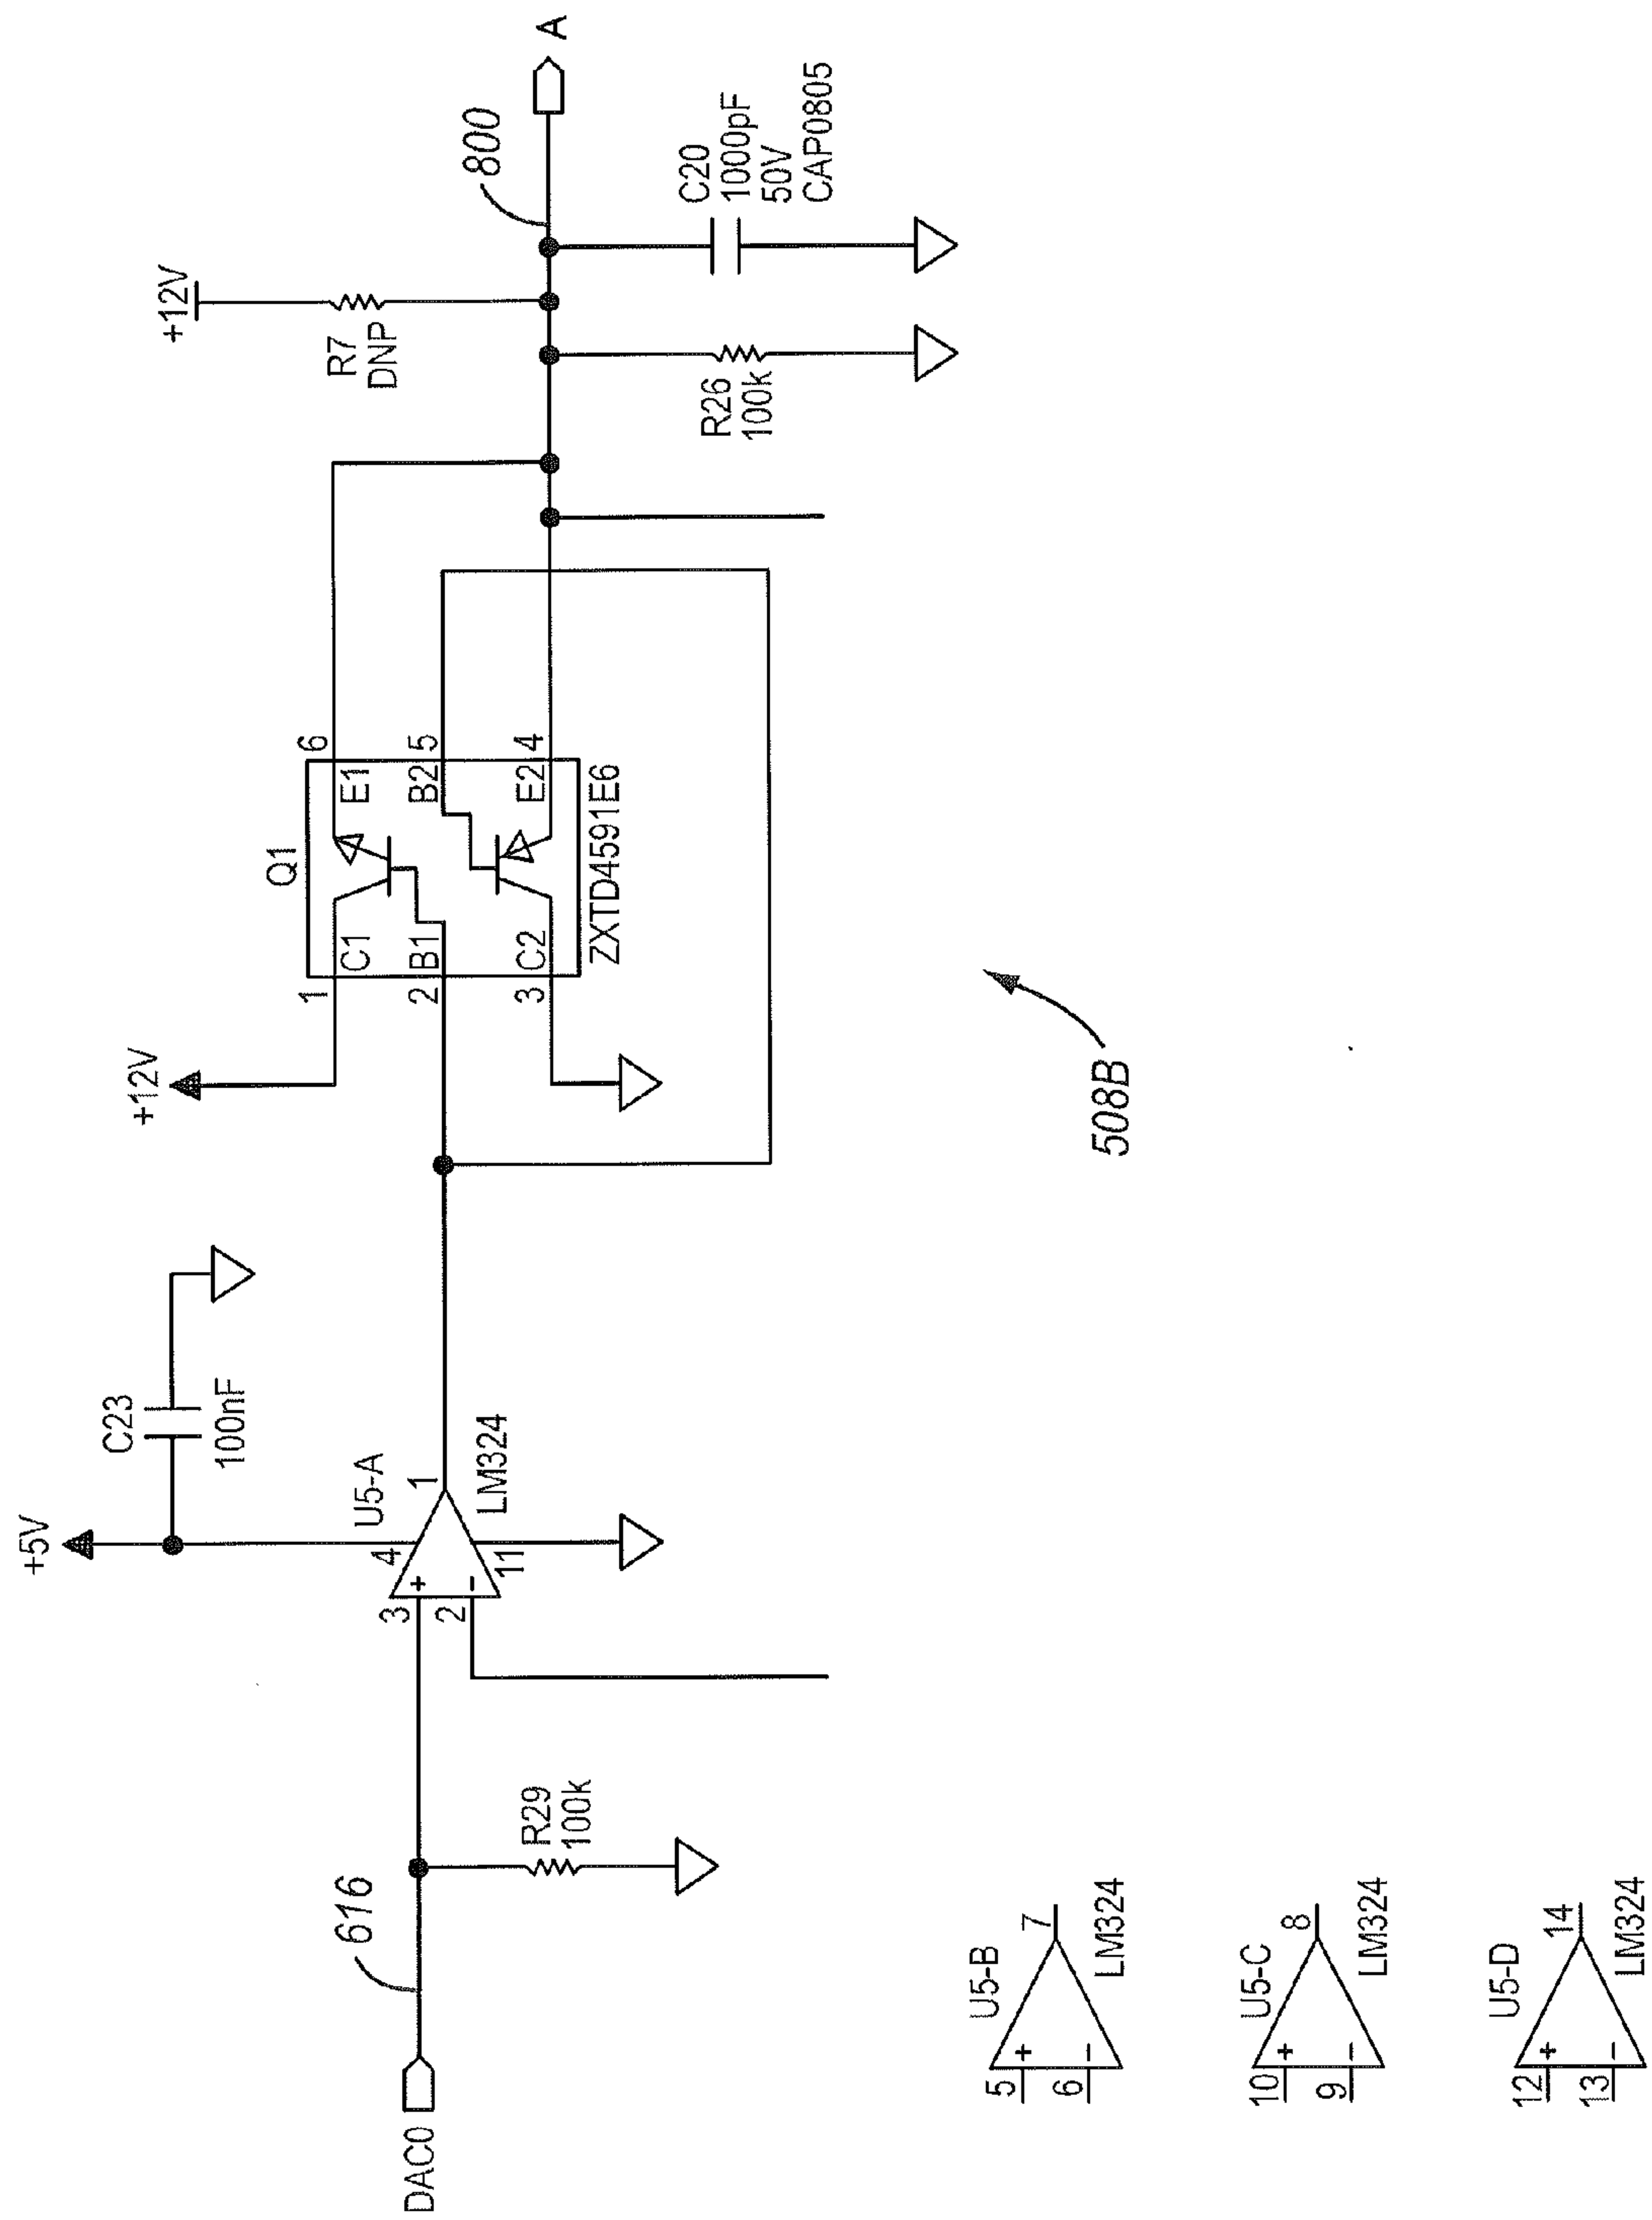 +5V
C23
100nF
+12V
+12V
R7
DNP
800
A
Q1
1
C1
E1
6
2
B1
B2
5
3
C2
E2
4
ZXTD4591E6
U5-A
4
1
3
+
2
-
11
LM324
616
DAC0
R29
100k
R26
100k
C20
1000pF
50V
CAP0805
508B
U5-B
5
+
6
-
7
LM324
U5-C
10
+
9
-
8
LM324
U5-D
12
+
13
-
14
LM324